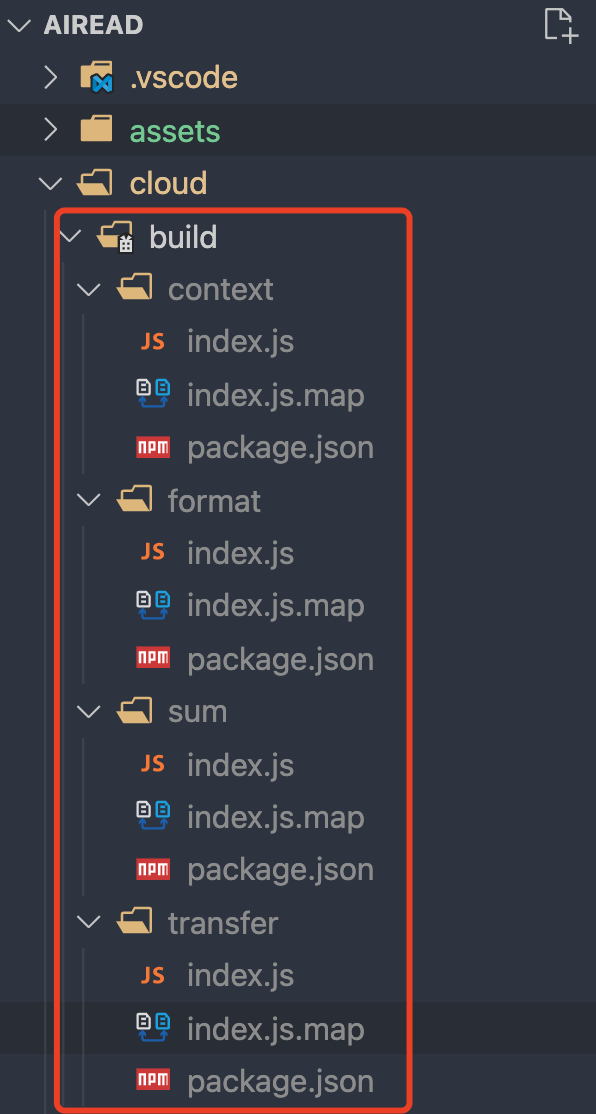 AIREAD
.vscode
assets
cloud
build
context
JS index.js
index.js.map
npm package.json
format
JS index.js
index.js.map
npm package.json
sum
JS index.js
index.js.map
npm package.json
transfer
JS index.js
index.js.map
npm package.json